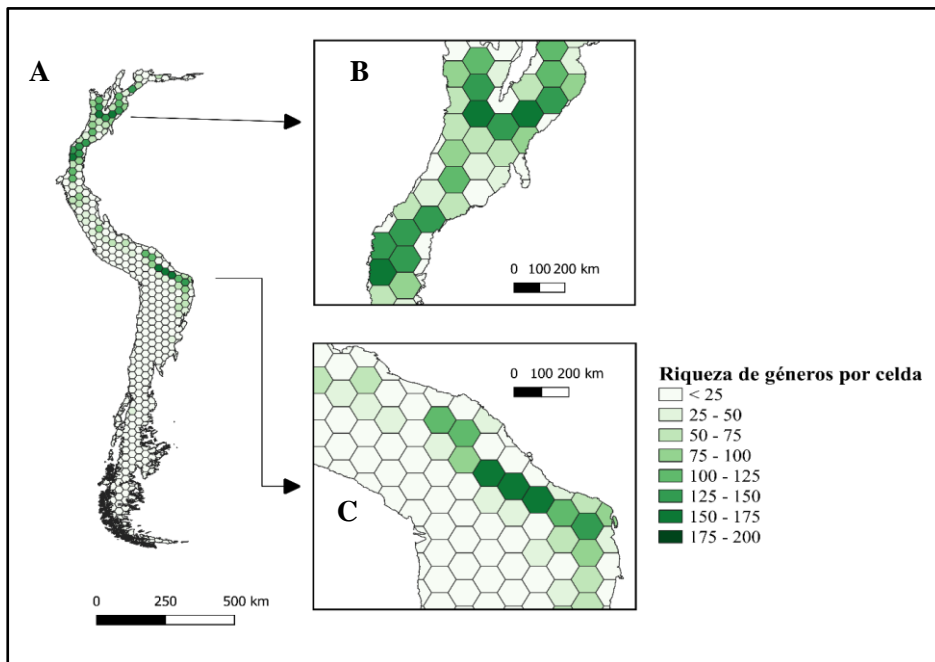 A
B
0 100 200 km
0 100 200 km
C
Riqueza de géneros por celda
< 25
25 - 50
50 - 75
75 - 100
100 - 125
125 - 150
150 - 175
175 - 200
0 250 500 km